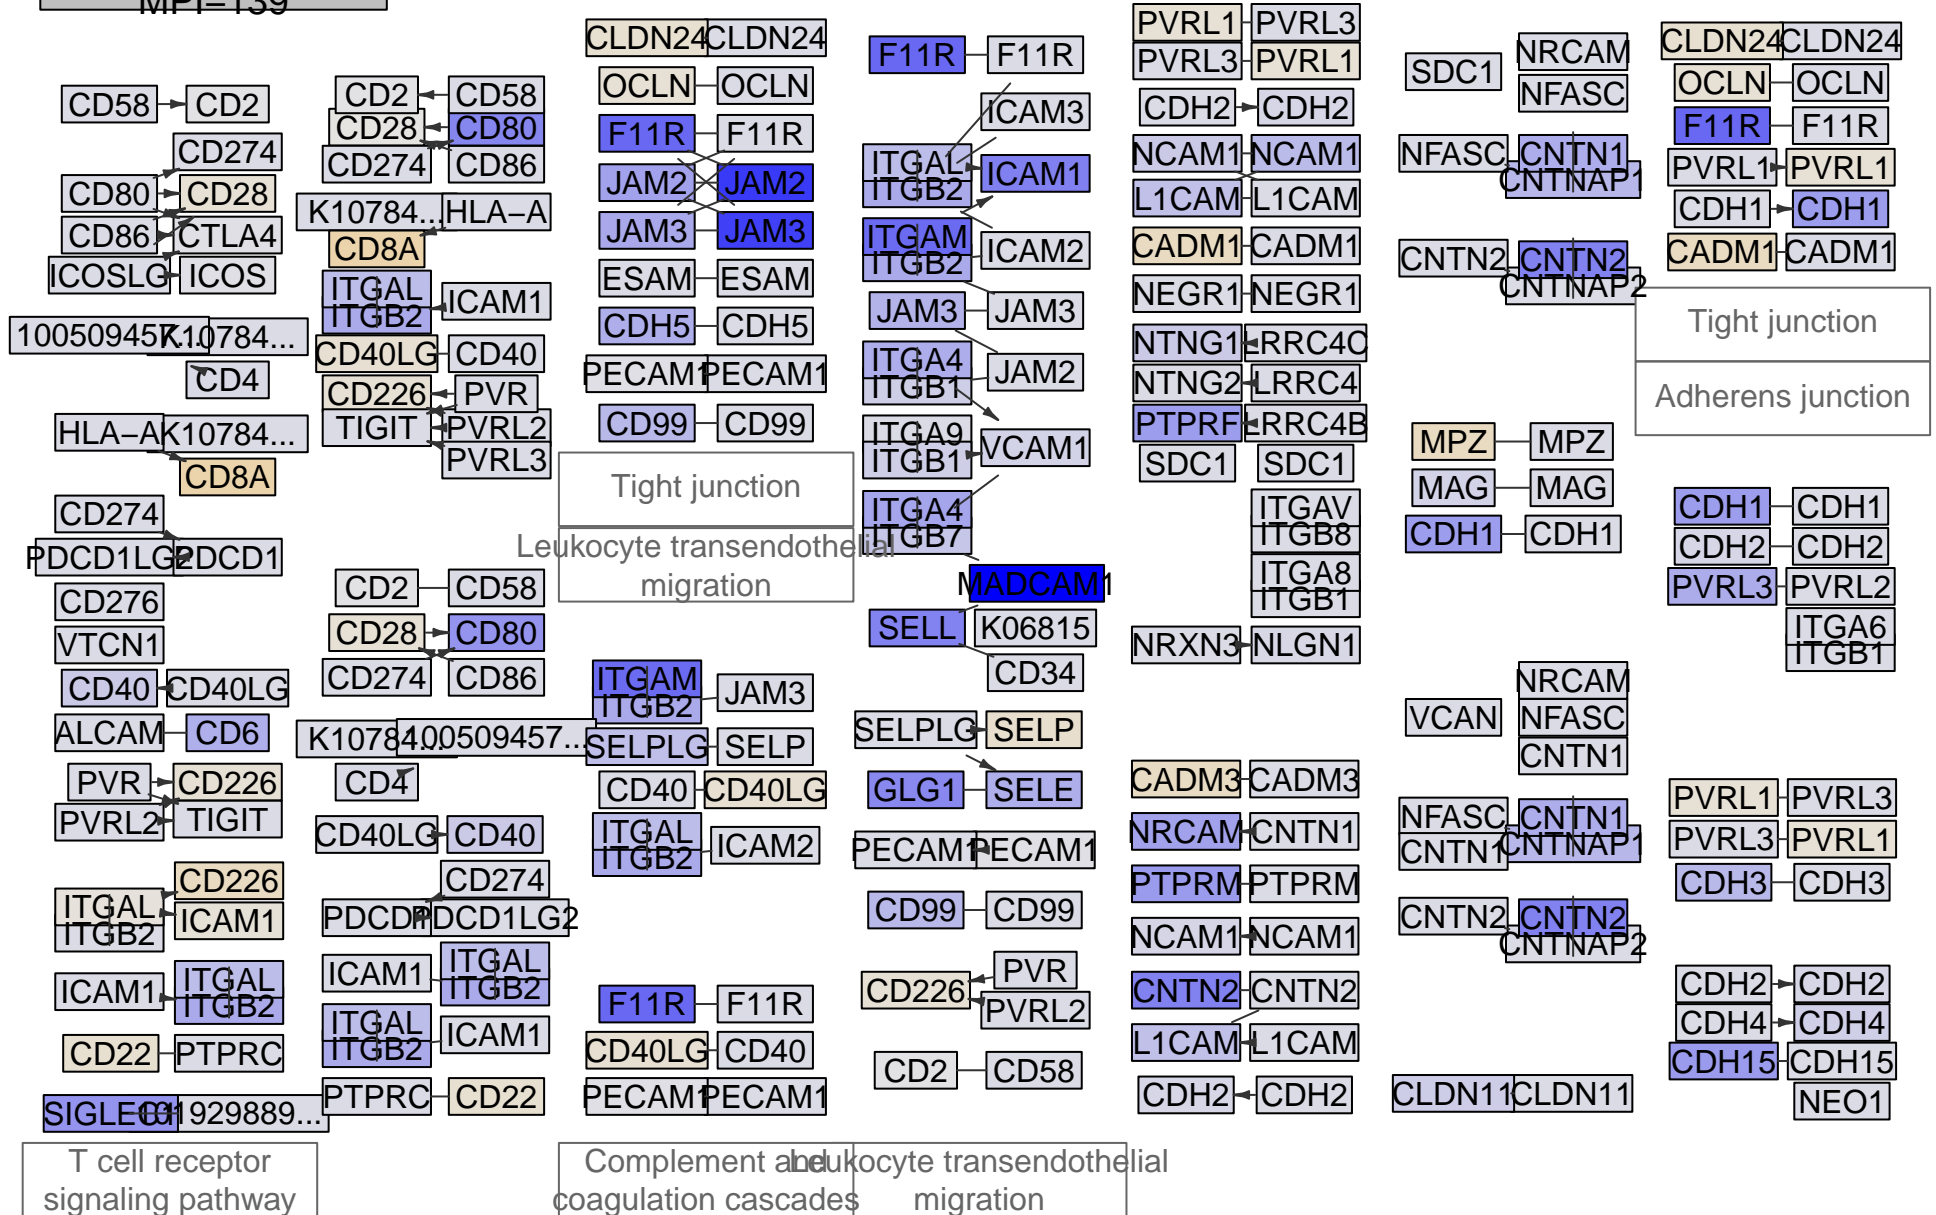 MPI−139
CD58
CD2
CD274
CD80
CD28
CD86
CTLA4
ICOSLG
ICOS
100509457...
K10784...
CD4
HLA−A
K10784...
CD8A
CD274
PDCD1LG2
PDCD1
CD276
VTCN1
CD40
CD40LG
ALCAM
CD6
PVR
CD226
PVRL2
TIGIT
CD226
ITGAL
ITGB2
ICAM1
ICAM1
ITGAL
ITGB2
CD22
PTPRC
SIGLEC1
T cell receptor
signaling pathway
CD2
CD58
CD28
CD80
CD274
CD86
K10784...
HLA−A
CD8A
ITGAL
ITGB2
ICAM1
CD40LG
CD40
CD226
PVR
TIGIT
PVRL2
PVRL3
CD2
CD58
CD28
CD80
CD274
CD86
K10784...
100509457...
CD4
CD40LG
CD40
CD274
PDCD1
PDCD1LG2
ICAM1
ITGAL
ITGB2
ITGAL
ITGB2
ICAM1
PTPRC
CD22
CLDN24
CLDN24
OCLN
OCLN
F11R
F11R
JAM2
JAM2
JAM3
JAM3
ESAM
ESAM
CDH5
CDH5
PECAM1
PECAM1
CD99
CD99
Tight junction
Leukocyte transendothelial
migration
ITGAM
ITGB2
JAM3
SELPLG
SELP
CD40
CD40LG
ITGAL
ITGB2
ICAM2
F11R
F11R
CD40LG
CD40
PECAM1
PECAM1
Complement and
coagulation cascades
F11R
F11R
ICAM3
ITGAL
ITGB2
ICAM1
ITGAM
ITGB2
ICAM2
JAM3
JAM3
ITGA4
ITGB1
JAM2
ITGA9
ITGB1
VCAM1
ITGA4
ITGB7
MADCAM1
SELL
K06815
CD34
SELPLG
SELP
GLG1
SELE
PECAM1
PECAM1
CD99
CD99
CD226
PVR
PVRL2
CD2
CD58
Leukocyte transendothelial
migration
PVRL1
PVRL3
PVRL3
PVRL1
CDH2
CDH2
NCAM1
NCAM1
L1CAM
L1CAM
CADM1
CADM1
NEGR1
NEGR1
NTNG1
LRRC4C
NTNG2
LRRC4
PTPRF
LRRC4B
SDC1
SDC1
ITGAV
ITGB8
ITGA8
ITGB1
NRXN3
NLGN1
CADM3
CADM3
NRCAM
CNTN1
PTPRM
PTPRM
NCAM1
NCAM1
CNTN2
CNTN2
L1CAM
L1CAM
CDH2
CDH2
SDC1
NRCAM
NFASC
NFASC
CNTN1
CNTNAP1
CNTN2
CNTN2
CNTNAP2
MPZ
MPZ
MAG
MAG
CDH1
CDH1
VCAN
NRCAM
NFASC
CNTN1
NFASC
CNTN1
CNTN1
CNTNAP1
CNTN2
CNTN2
CNTNAP2
CLDN11
CLDN11
CLDN24
CLDN24
OCLN
OCLN
F11R
F11R
PVRL1
PVRL1
CDH1
CDH1
CADM1
CADM1
Tight junction
Adherens junction
CDH1
CDH1
CDH2
CDH2
PVRL3
PVRL2
ITGA6
ITGB1
PVRL1
PVRL3
PVRL3
PVRL1
CDH3
CDH3
CDH2
CDH2
CDH4
CDH4
CDH15
CDH15
NEO1